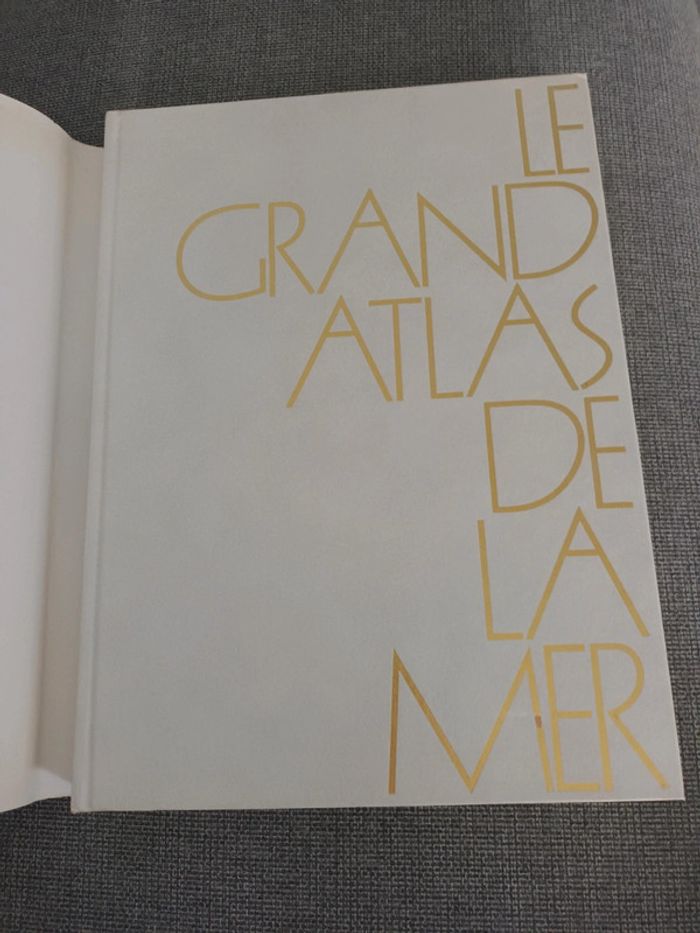 LE
GRAND
ATLAS
DE
LA
MER